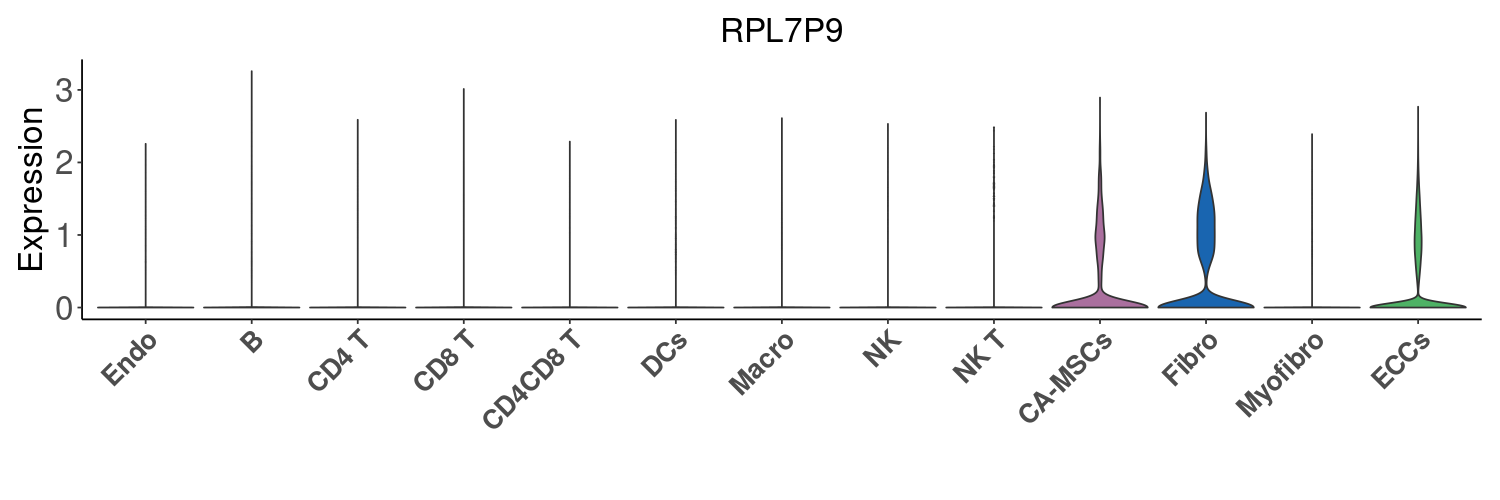 RPL7P9
Expression
3
2
1
0
Endo
B
CD4 T
CD8 T
CD4CD8 T
DCs
Macro
NK
NK T
CA-MSCs
Fibro
Myofibro
ECCs